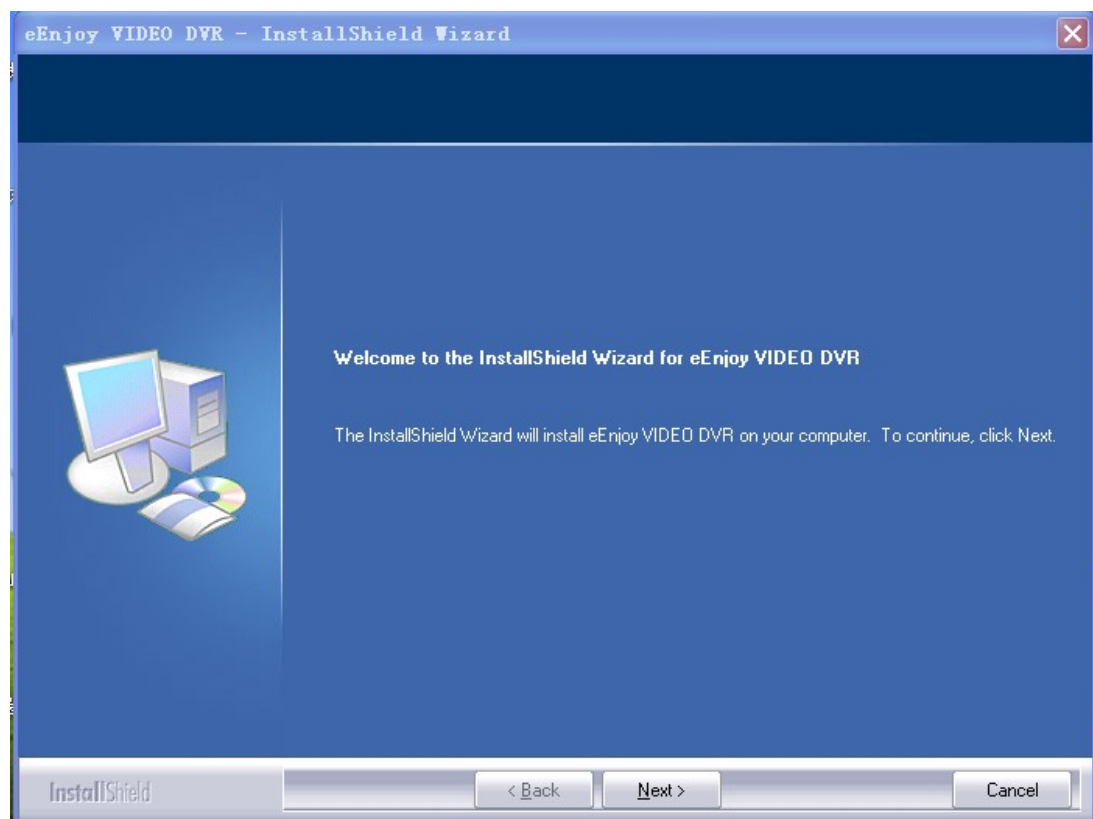 eEnjoy VIDEO DVR - InstallShield Wizard
Welcome to the InstallShield Wizard for eEnjoy VIDEO DVR
The InstallShield Wizard will install eEnjoy VIDEO DVR on your computer. To continue, click Next.
InstallShield
< Back
Next >
Cancel